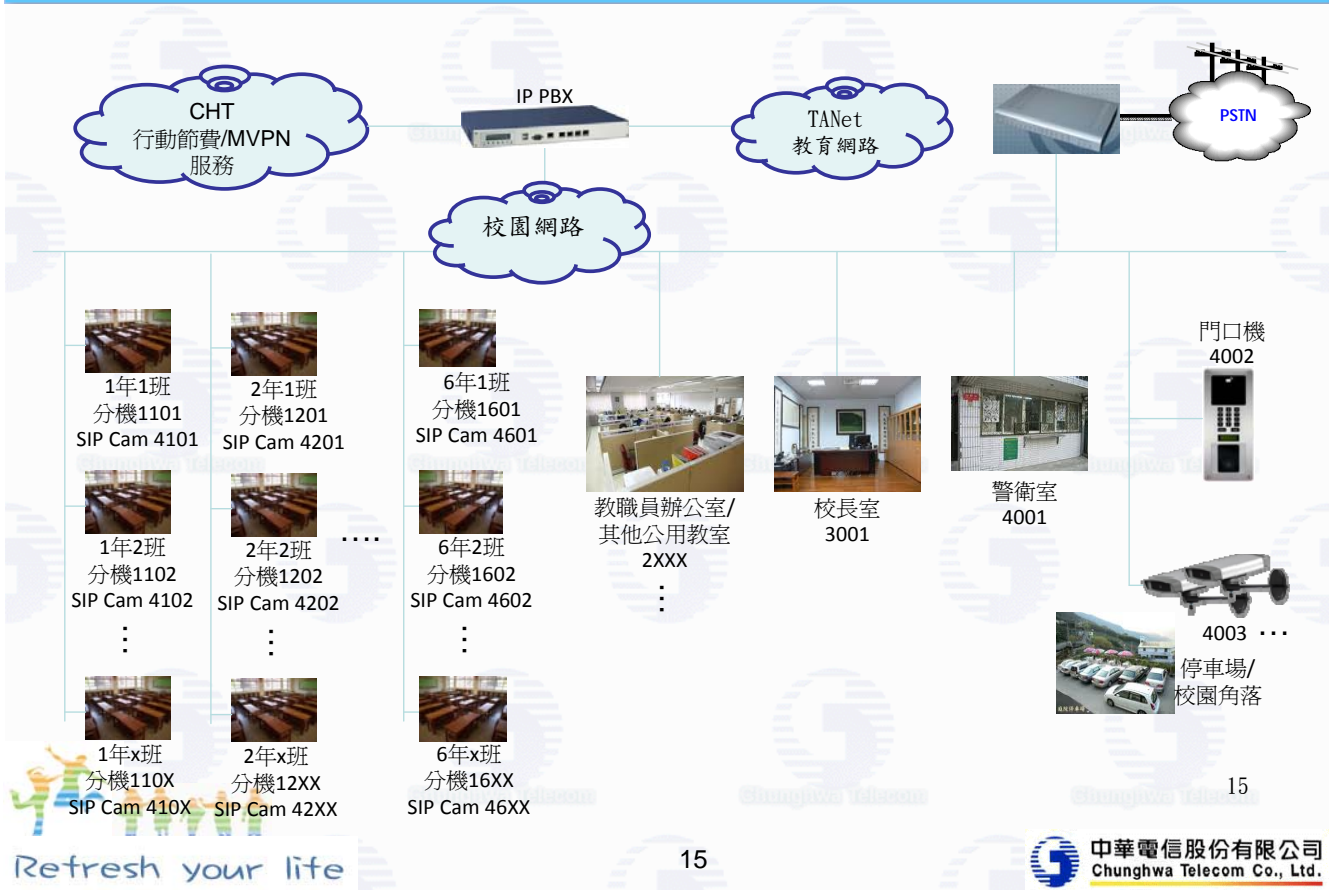 CHT
行動節費/MVPN
服務
IP PBX
TANet
教育網路
PSTN
校園網路
1年1班
分機1101
SIP Cam 4101
2年1班
分機1201
SIP Cam 4201
6年1班
分機1601
SIP Cam 4601
1年2班
分機1102
SIP Cam 4102
2年2班
分機1202
SIP Cam 4202
....
6年2班
分機1602
SIP Cam 4602
⋮
⋮
⋮
1年x班
分機110X
SIP Cam 410X
2年x班
分機12XX
SIP Cam 42XX
6年x班
分機16XX
SIP Cam 46XX
教職員辦公室/
其他公用教室
2XXX
⋮
校長室
3001
警衛室
4001
門口機
4002
4003 ...
停車場/
校園角落
15
15
Refresh your life
中華電信股份有限公司
Chunghwa Telecom Co., Ltd.
Chunghwa Telecom